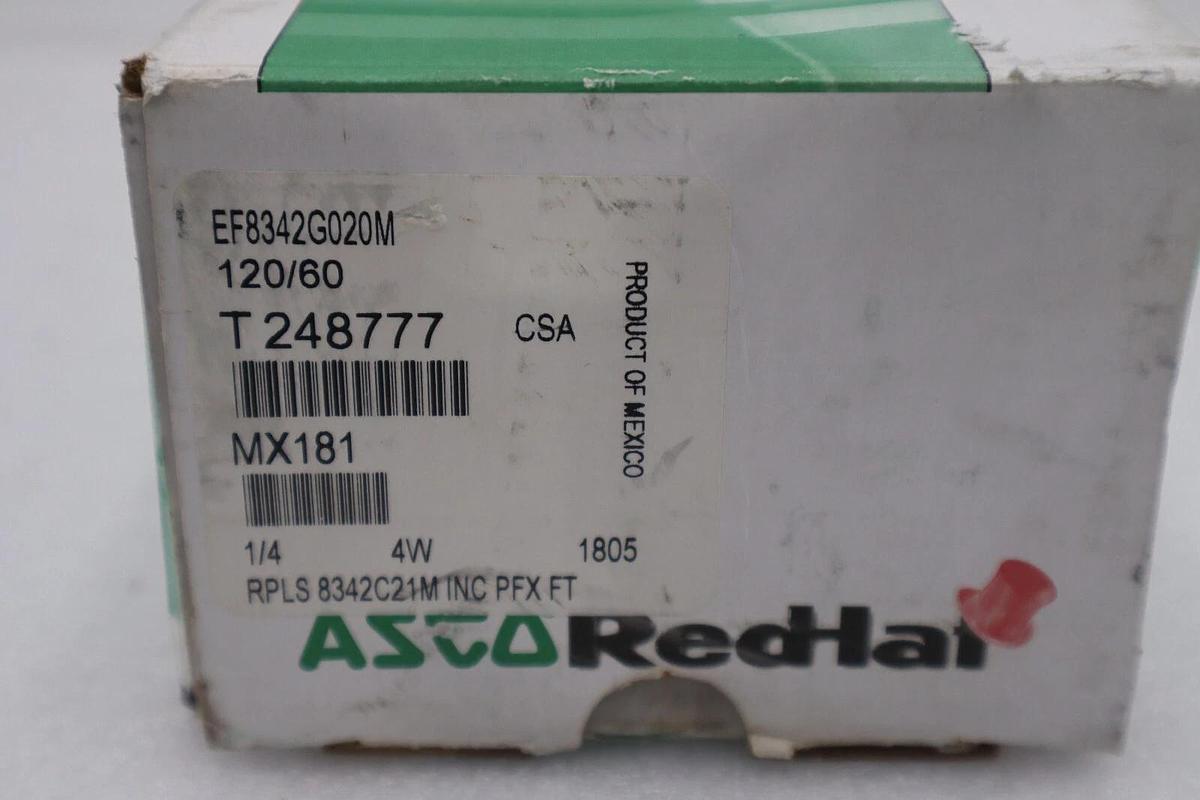 EF8342G020M
120/60
T 248777 CSA
PRODUCT OF MEXICO
MX181
1/4 4W 1805
RPLS 8342C21M INC PFX FT
ASCO RedHat